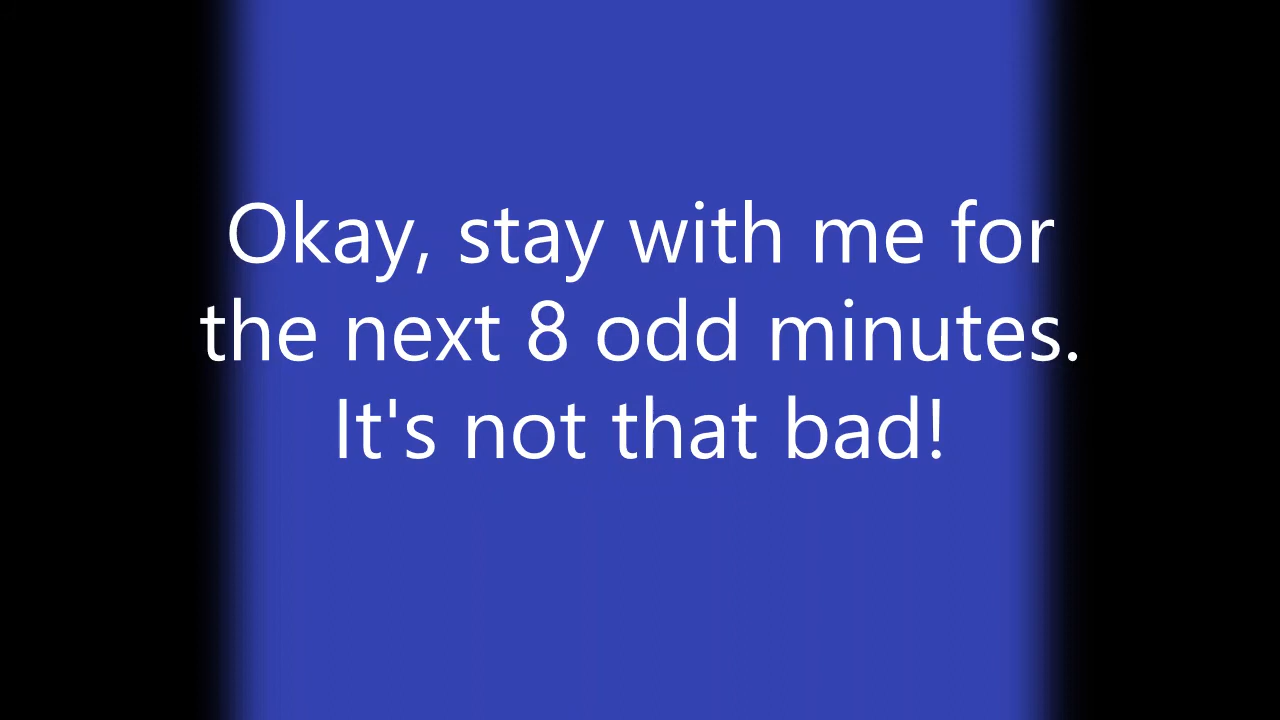 Okay, stay with me for
the next 8 odd minutes.
It's not that bad!